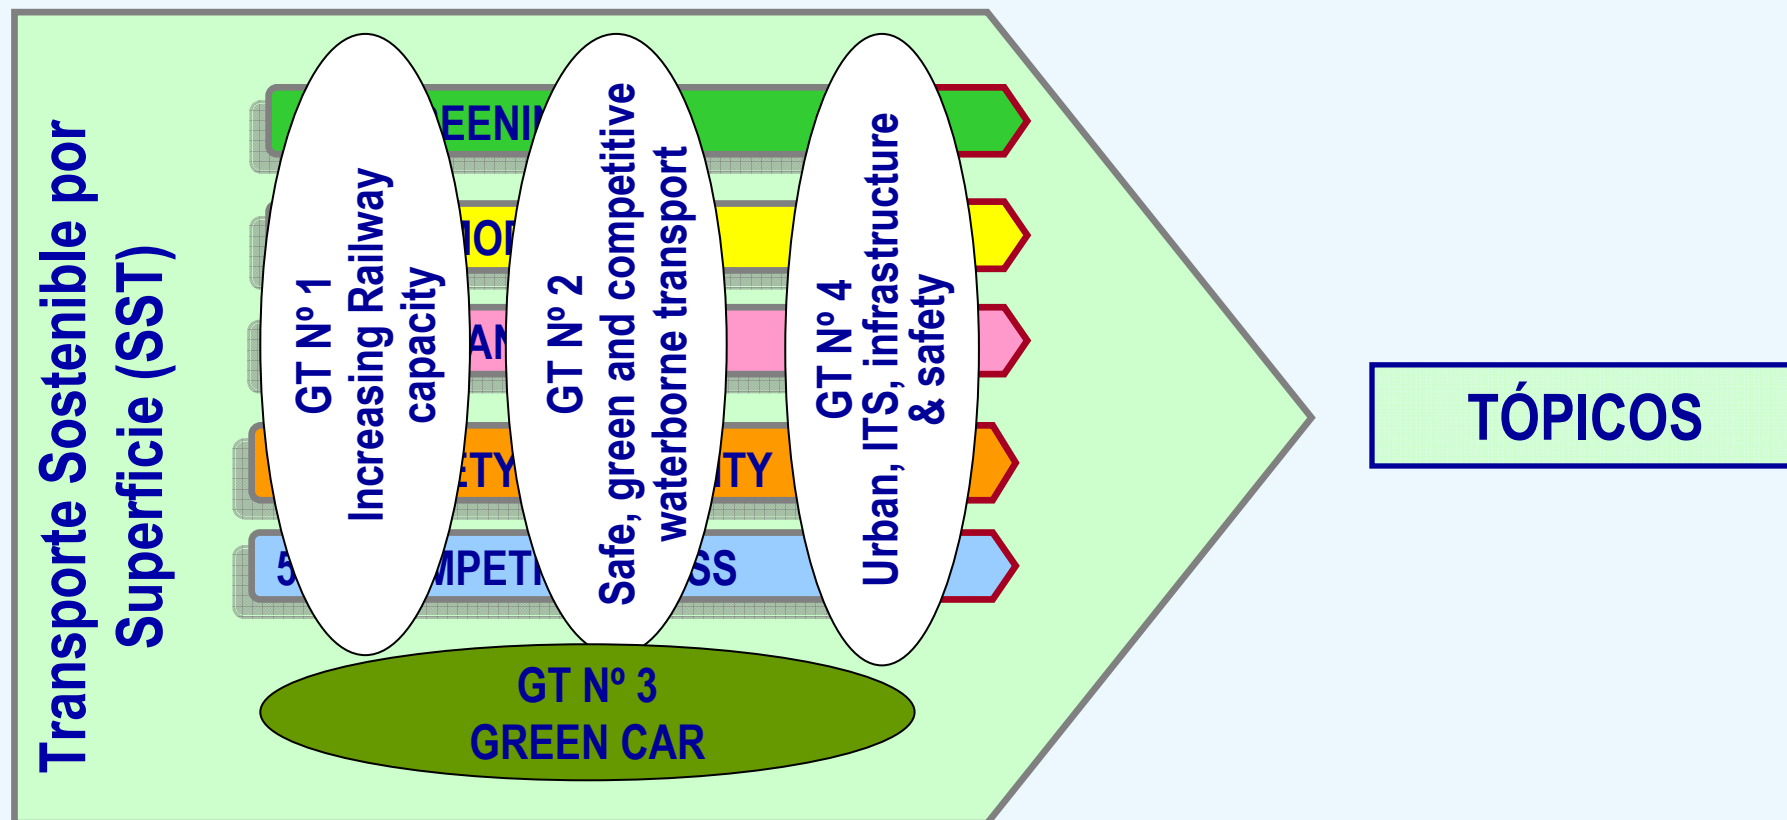 Transporte Sostenible por
Superficie (SST)
GT Nº 1
Increasing Railway
capacity
GT Nº 2
Safe, green and competitive
waterborne transport
GT Nº 4
Urban, ITS, infrastructure
& safety
GT Nº 3
GREEN CAR
TÓPICOS